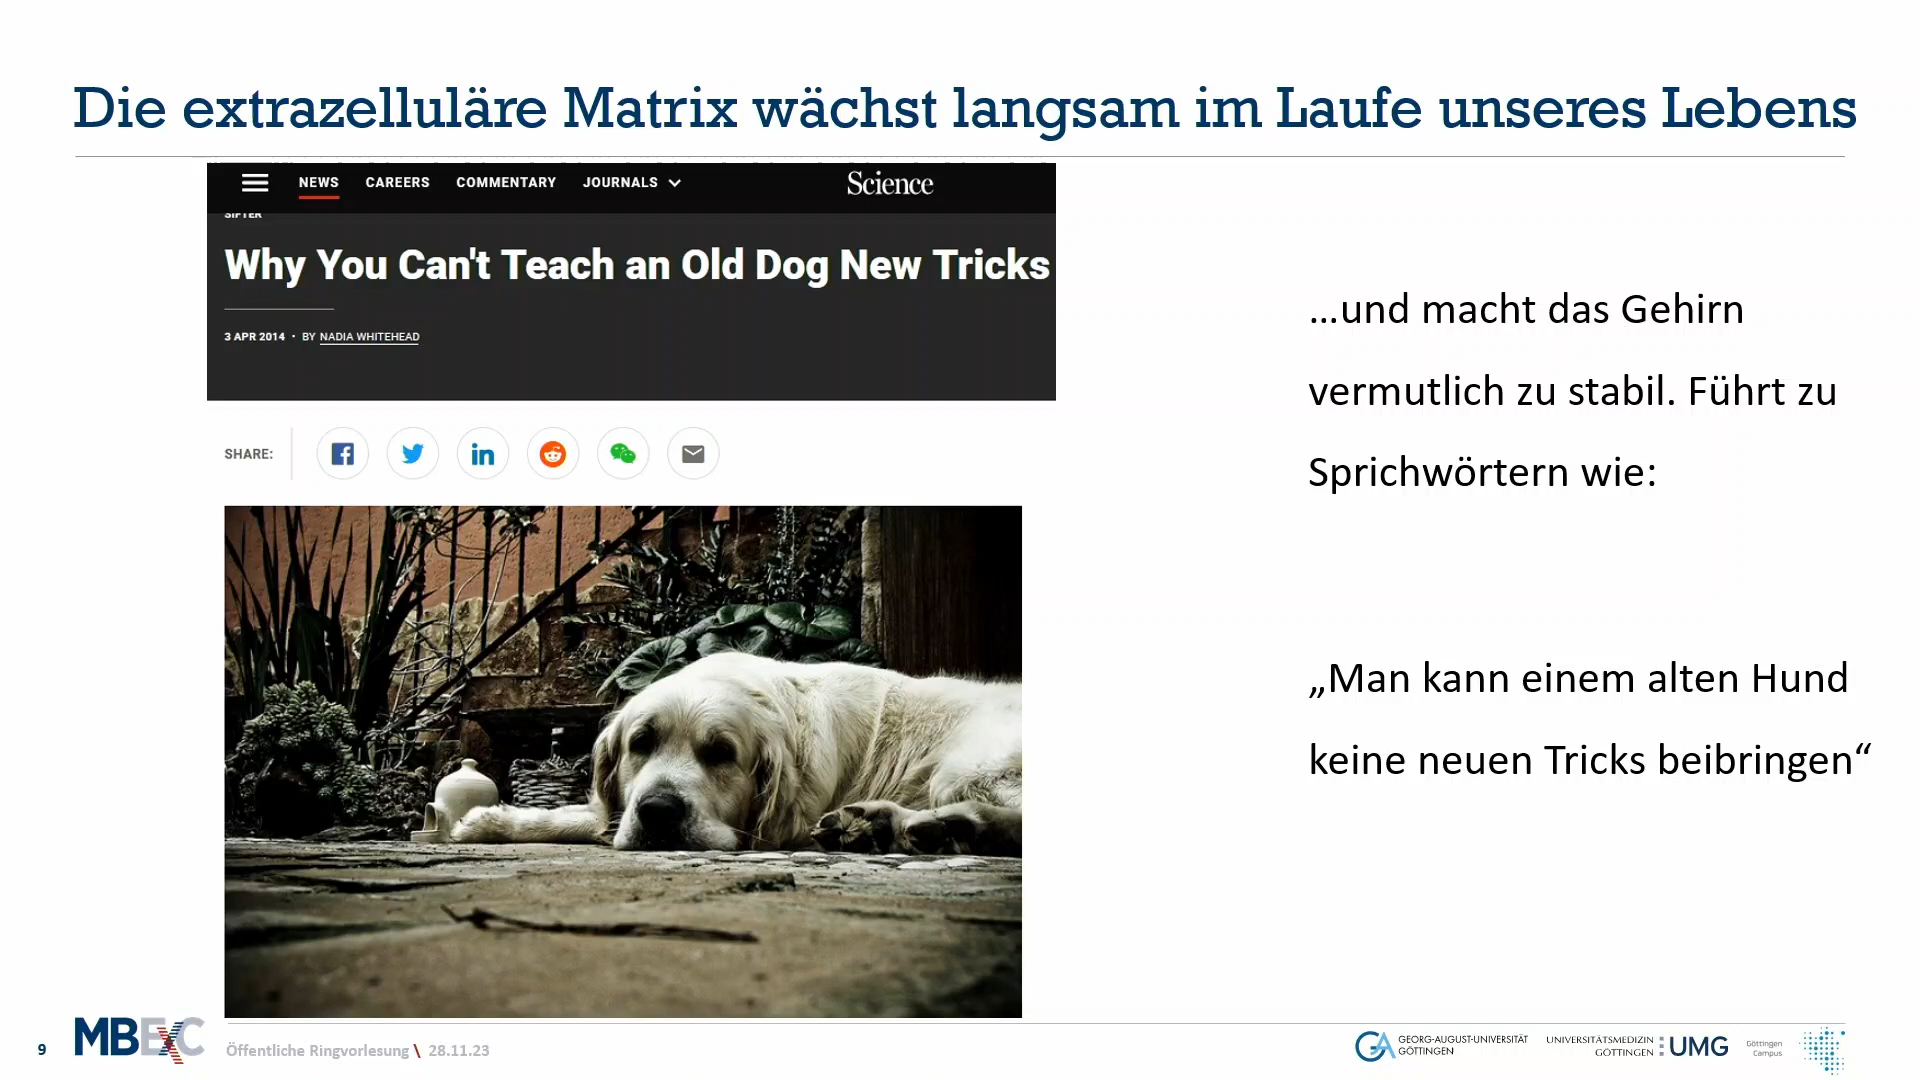 Die extrazelluläre Matrix wächst langsam im Laufe unseres Lebens
NEWS CAREERS COMMENTARY JOURNALS Science
SIFTER
Why You Can't Teach an Old Dog New Tricks
3 APR 2014 • BY NADIA WHITEHEAD
SHARE:
…und macht das Gehirn
vermutlich zu stabil. Führt zu
Sprichwörtern wie:
„Man kann einem alten Hund
keine neuen Tricks beibringen“
9 MBExC Öffentliche Ringvorlesung \ 28.11.23
GEORG-AUGUST-UNIVERSITÄT
GÖTTINGEN
UNIVERSITÄTSMEDIZIN
GÖTTINGEN UMG
Göttingen
Campus